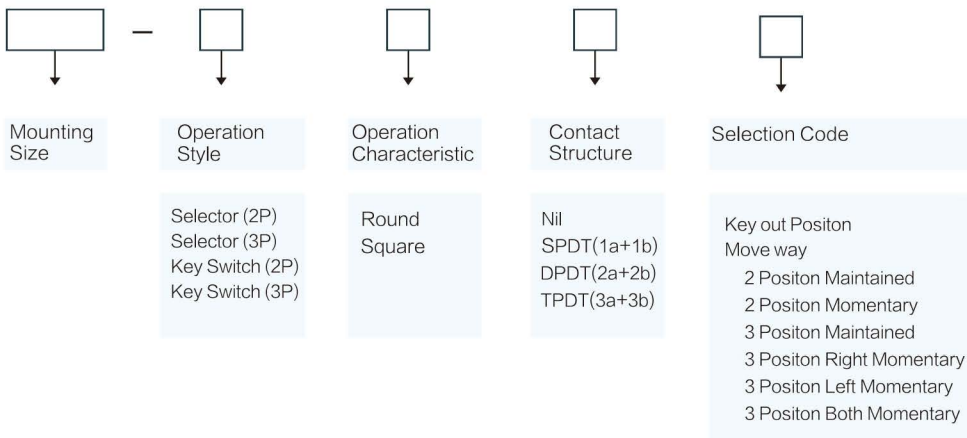 Mounting
Size
Operation
Style
Operation
Characteristic
Contact
Structure
Selection Code
Selector (2P)
Selector (3P)
Key Switch (2P)
Key Switch (3P)
Round
Square
Nil
SPDT(1a+1b)
DPDT(2a+2b)
TPDT(3a+3b)
Key out Positon
Move way
2 Positon Maintained
2 Positon Momentary
3 Positon Maintained
3 Positon Right Momentary
3 Positon Left Momentary
3 Positon Both Momentary